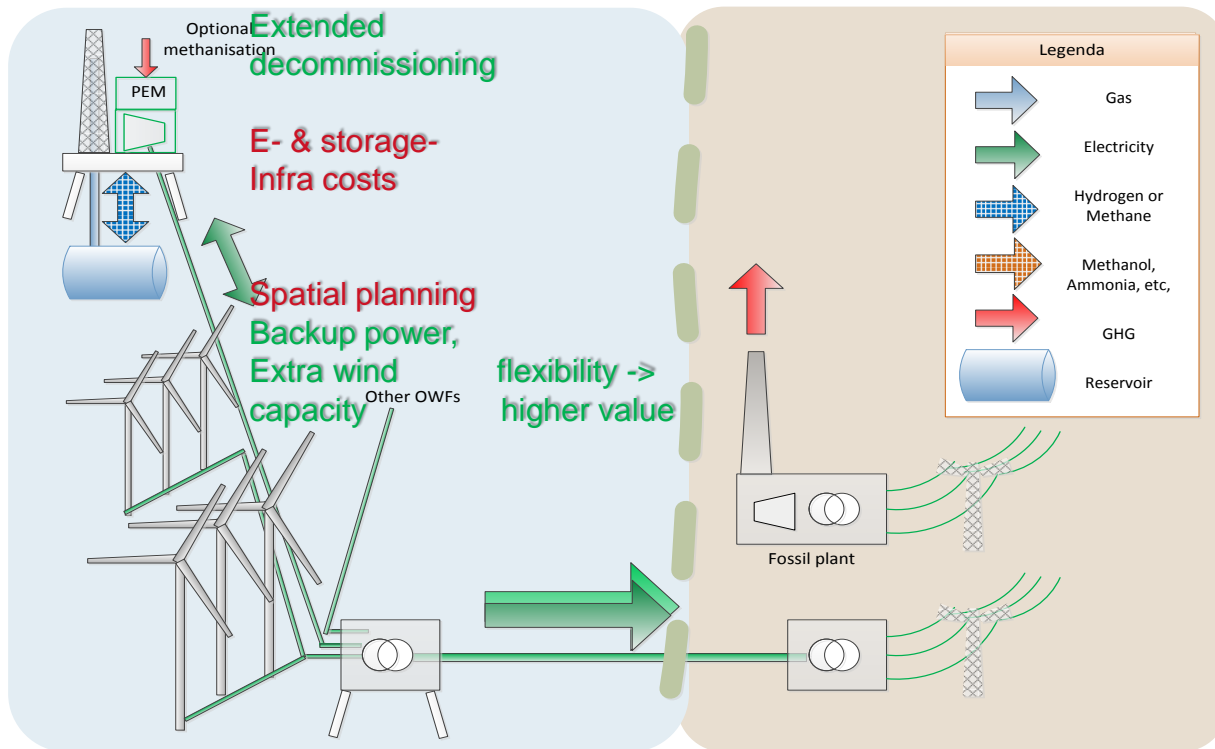 Optional
methanisation
PEM
Extended
decommissioning
E- & storage-
Infra costs
Spatial planning
Backup power,
Extra wind
capacity
flexibility ->
higher value
Other OWFs
Fossil plant
Legenda
Gas
Electricity
Hydrogen or
Methane
Methanol,
Ammonia, etc,
GHG
Reservoir